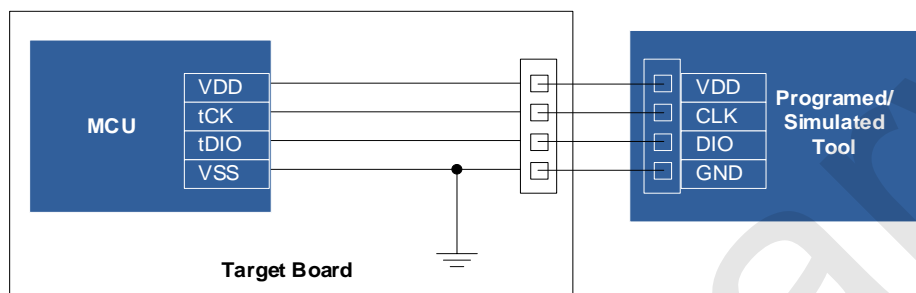 MCU
VDD
tCK
tDIO
VSS
VDD
CLK
DIO
GND
Programed/
Simulated
Tool
Target Board